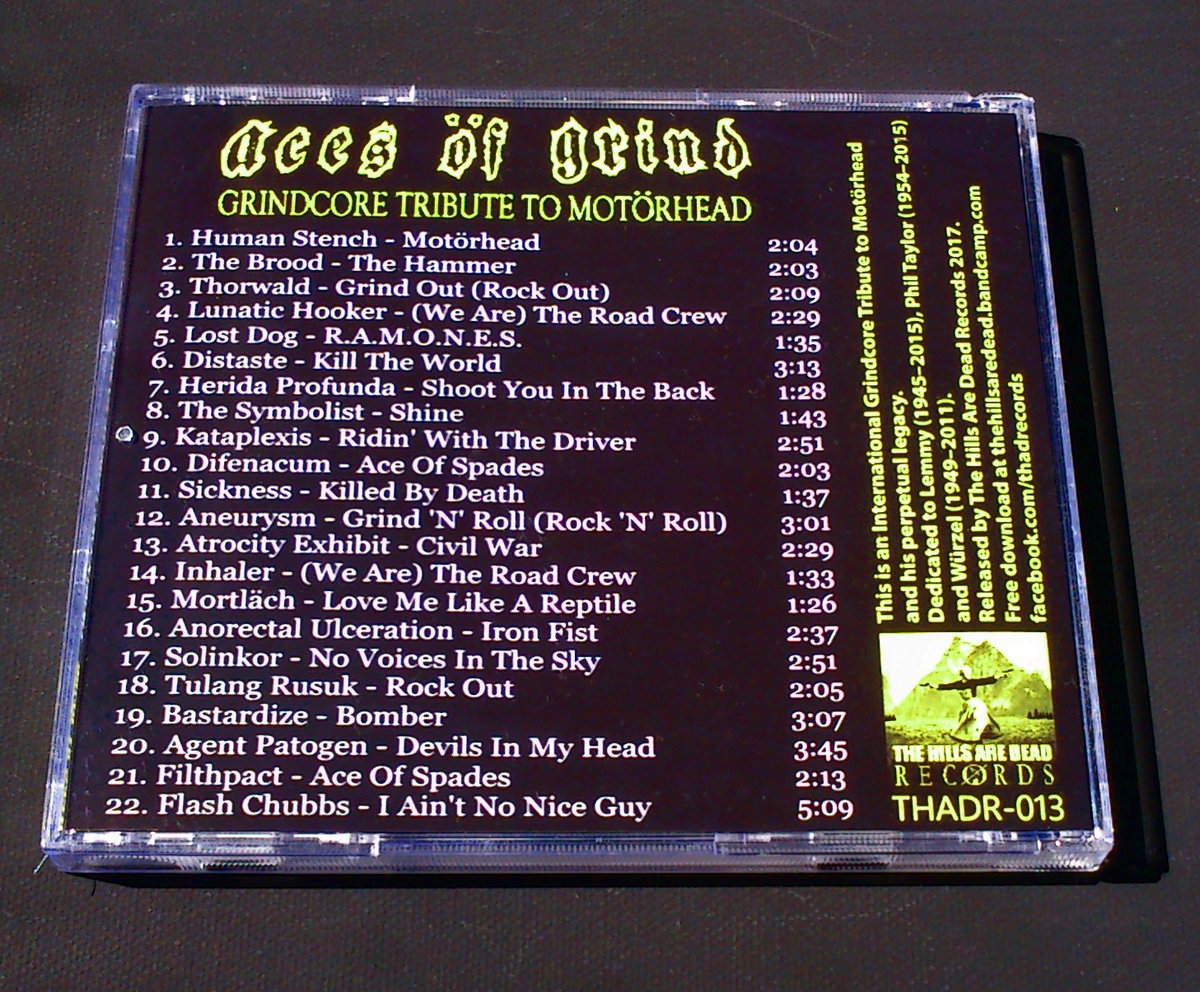 Aces öf Grind
GRINDCORE TRIBUTE TO MOTÖRHEAD
1. Human Stench - Motörhead 2:04
2. The Brood - The Hammer 2:03
3. Thorwald - Grind Out (Rock Out) 2:09
4. Lunatic Hooker - (We Are) The Road Crew 2:29
5. Lost Dog - R.A.M.O.N.E.S. 1:35
6. Distaste - Kill The World 3:13
7. Herida Profunda - Shoot You In The Back 1:28
8. The Symbolist - Shine 1:43
9. Kataplexis - Ridin' With The Driver 2:51
10. Difenacum - Ace Of Spades 2:03
11. Sickness - Killed By Death 1:37
12. Aneurysm - Grind 'N' Roll (Rock 'N' Roll) 3:01
13. Atrocity Exhibit - Civil War 2:29
14. Inhaler - (We Are) The Road Crew 1:33
15. Mortläch - Love Me Like A Reptile 1:26
16. Anorectal Ulceration - Iron Fist 2:37
17. Solinkor - No Voices In The Sky 2:51
18. Tulang Rusuk - Rock Out 2:05
19. Bastardize - Bomber 3:07
20. Agent Patogen - Devils In My Head 3:45
21. Filthpact - Ace Of Spades 2:13
22. Flash Chubbs - I Ain't No Nice Guy 5:09
This is an International Grindcore Tribute to Motörhead
and his perpetual legacy.
Dedicated to Lemmy (1945–2015), Phil Taylor (1954–2015)
and Würzel (1949–2011).
Released by The Hills Are Dead Records 2017.
Free download at thehillsaredead.bandcamp.com
facebook.com/thadrecords
THE HILLS ARE DEAD
RECØRDS
THADR-013